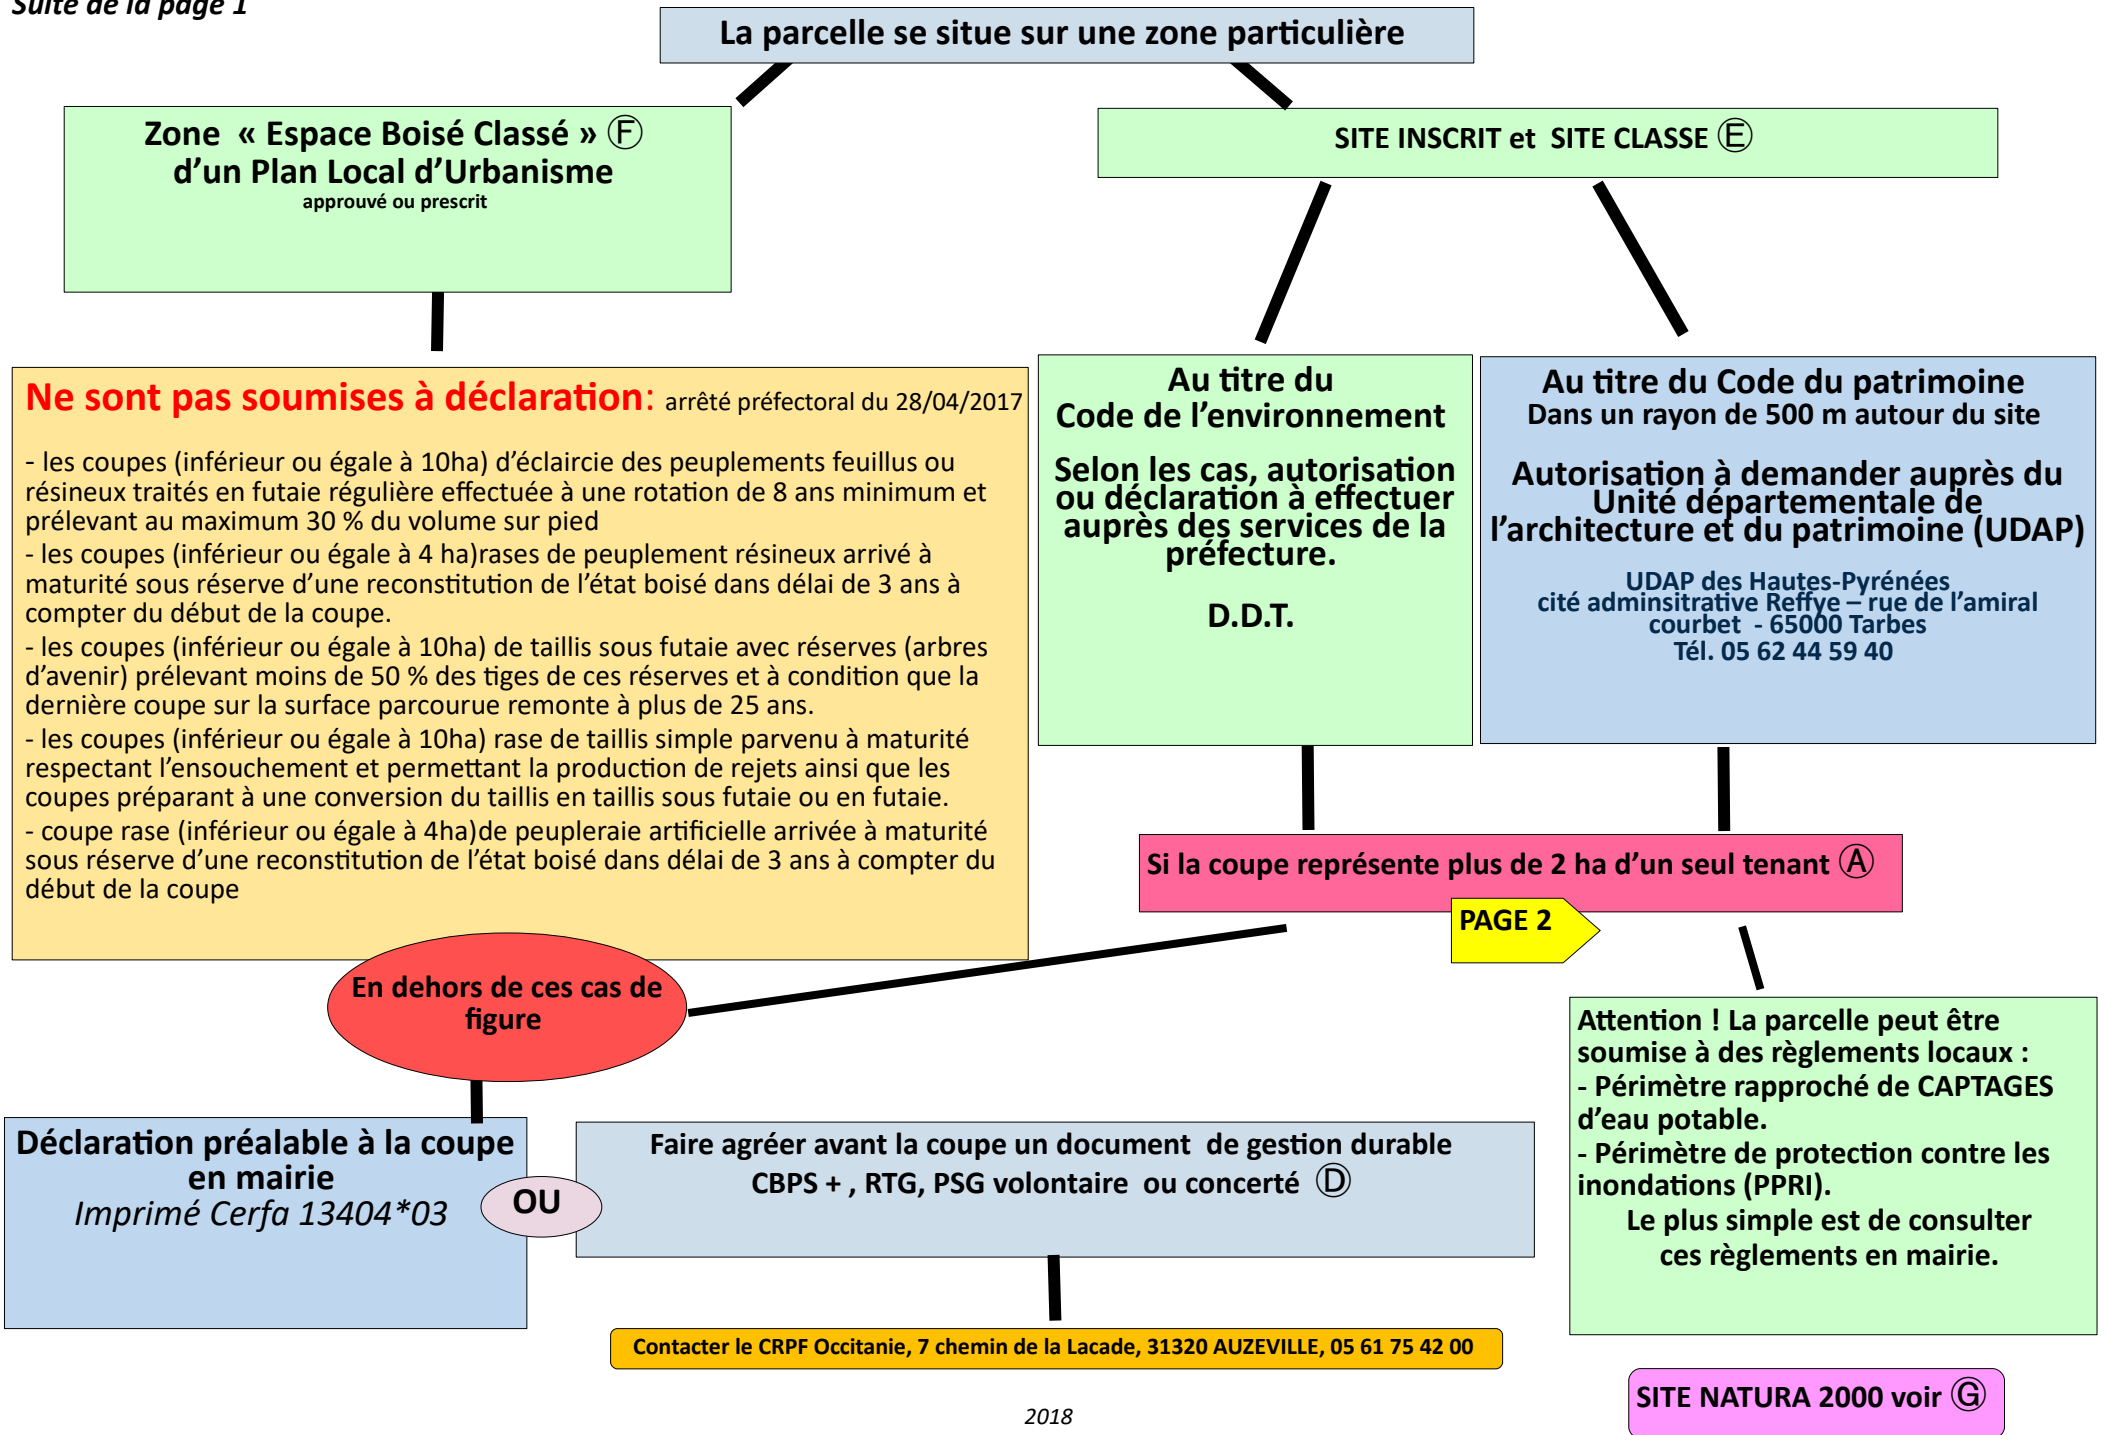 Suite de la page 1
La parcelle se situe sur une zone particulière
Zone « Espace Boisé Classé » Ⓕ
d'un Plan Local d'Urbanisme
approuvé ou prescrit
SITE INSCRIT et SITE CLASSE Ⓔ
Ne sont pas soumises à déclaration: arrêté préfectoral du 28/04/2017
- les coupes (inférieur ou égale à 10ha) d'éclaircie des peuplements feuillus ou
résineux traités en futaie régulière effectuée à une rotation de 8 ans minimum et
prélevant au maximum 30 % du volume sur pied
- les coupes (inférieur ou égale à 4 ha)rases de peuplement résineux arrivé à
maturité sous réserve d'une reconstitution de l'état boisé dans délai de 3 ans à
compter du début de la coupe.
- les coupes (inférieur ou égale à 10ha) de taillis sous futaie avec réserves (arbres
d'avenir) prélevant moins de 50 % des tiges de ces réserves et à condition que la
dernière coupe sur la surface parcourue remonte à plus de 25 ans.
- les coupes (inférieur ou égale à 10ha) rase de taillis simple parvenu à maturité
respectant l'ensouchement et permettant la production de rejets ainsi que les
coupes préparant à une conversion du taillis en taillis sous futaie ou en futaie.
- coupe rase (inférieur ou égale à 4ha)de peupleraie artificielle arrivée à maturité
sous réserve d'une reconstitution de l'état boisé dans délai de 3 ans à compter du
début de la coupe
Au titre du
Code de l'environnement
Selon les cas, autorisation
ou déclaration à effectuer
auprès des services de la
préfecture.
D.D.T.
Au titre du Code du patrimoine
Dans un rayon de 500 m autour du site
Autorisation à demander auprès du
Unité départementale de
l'architecture et du patrimoine (UDAP)
UDAP des Hautes-Pyrénées
cité adminsitrative Reffye – rue de l'amiral
courbet - 65000 Tarbes
Tél. 05 62 44 59 40
Si la coupe représente plus de 2 ha d'un seul tenant Ⓐ
PAGE 2
En dehors de ces cas de
figure
Attention ! La parcelle peut être
soumise à des règlements locaux :
- Périmètre rapproché de CAPTAGES
d'eau potable.
- Périmètre de protection contre les
inondations (PPRI).
Le plus simple est de consulter
ces règlements en mairie.
Déclaration préalable à la coupe
en mairie
Imprimé Cerfa 13404*03
OU
Faire agréer avant la coupe un document de gestion durable
CBPS + , RTG, PSG volontaire ou concerté Ⓓ
Contacter le CRPF Occitanie, 7 chemin de la Lacade, 31320 AUZEVILLE, 05 61 75 42 00
SITE NATURA 2000 voir Ⓖ
2018